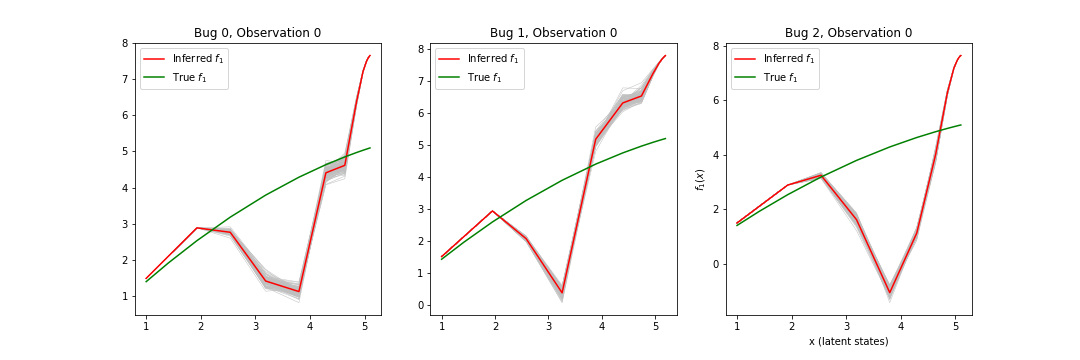 Bug 0, Observation 0
Inferred f₁
True f₁
8
7
6
5
4
3
2
1
1 2 3 4 5
Bug 1, Observation 0
Inferred f₁
True f₁
8
7
6
5
4
3
2
1
0
1 2 3 4 5
Bug 2, Observation 0
Inferred f₁
True f₁
f₁(x)
8
6
4
2
0
1 2 3 4 5
x (latent states)